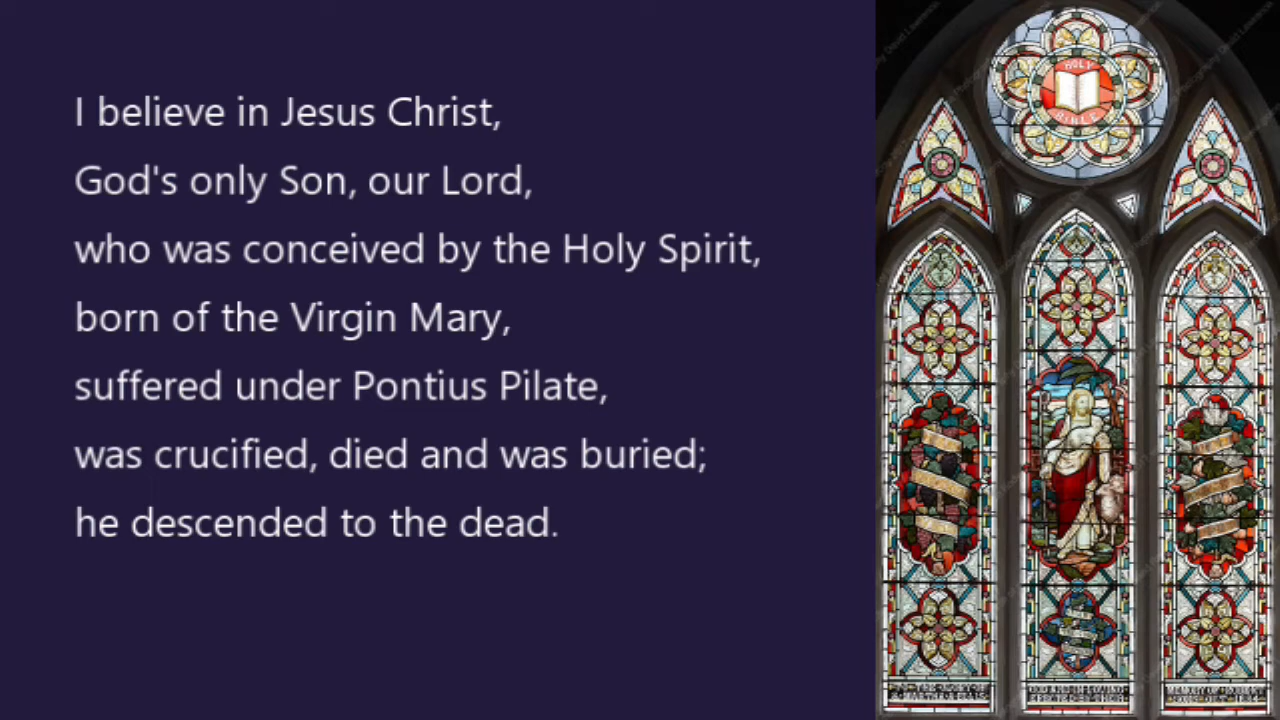 I believe in Jesus Christ,
God's only Son, our Lord,
who was conceived by the Holy Spirit,
born of the Virgin Mary,
suffered under Pontius Pilate,
was crucified, died and was buried;
he descended to the dead.
HOLY
BIBLE